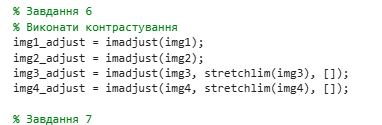 % Завдання 6
% Виконати контрастування
img1_adjust = imadjust(img1);
img2_adjust = imadjust(img2);
img3_adjust = imadjust(img3, stretchlim(img3), []);
img4_adjust = imadjust(img4, stretchlim(img4), []);
% Завдання 7